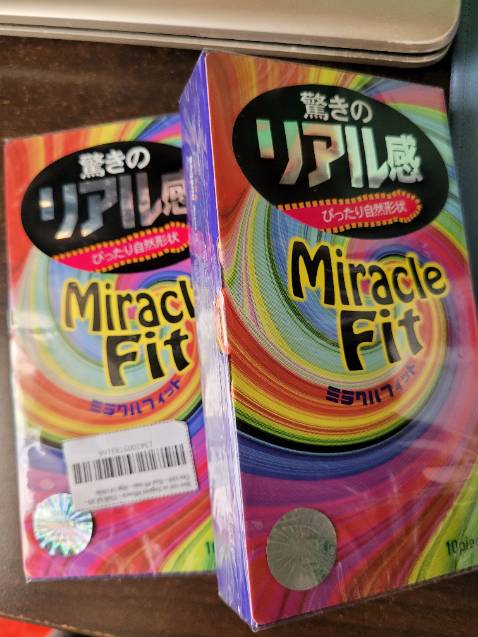 驚きの
リアル感
ぴったり自然形状
Miracl
Fit
ミラクルフィット
驚きの
リアル感
ぴったり自然形状
Miracle
Fit
ミラクルフィット
10pie